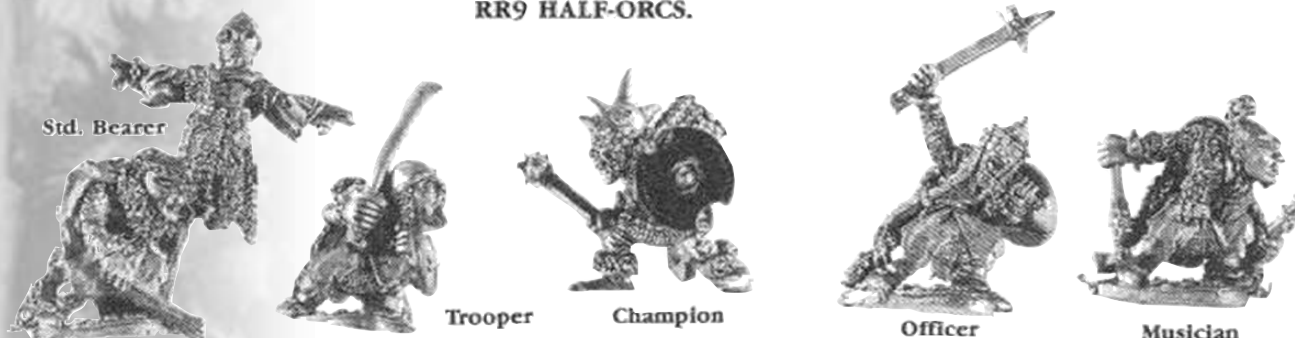 RR9 HALF-ORCS.
Std. Bearer
Trooper
Champion
Officer
Musician